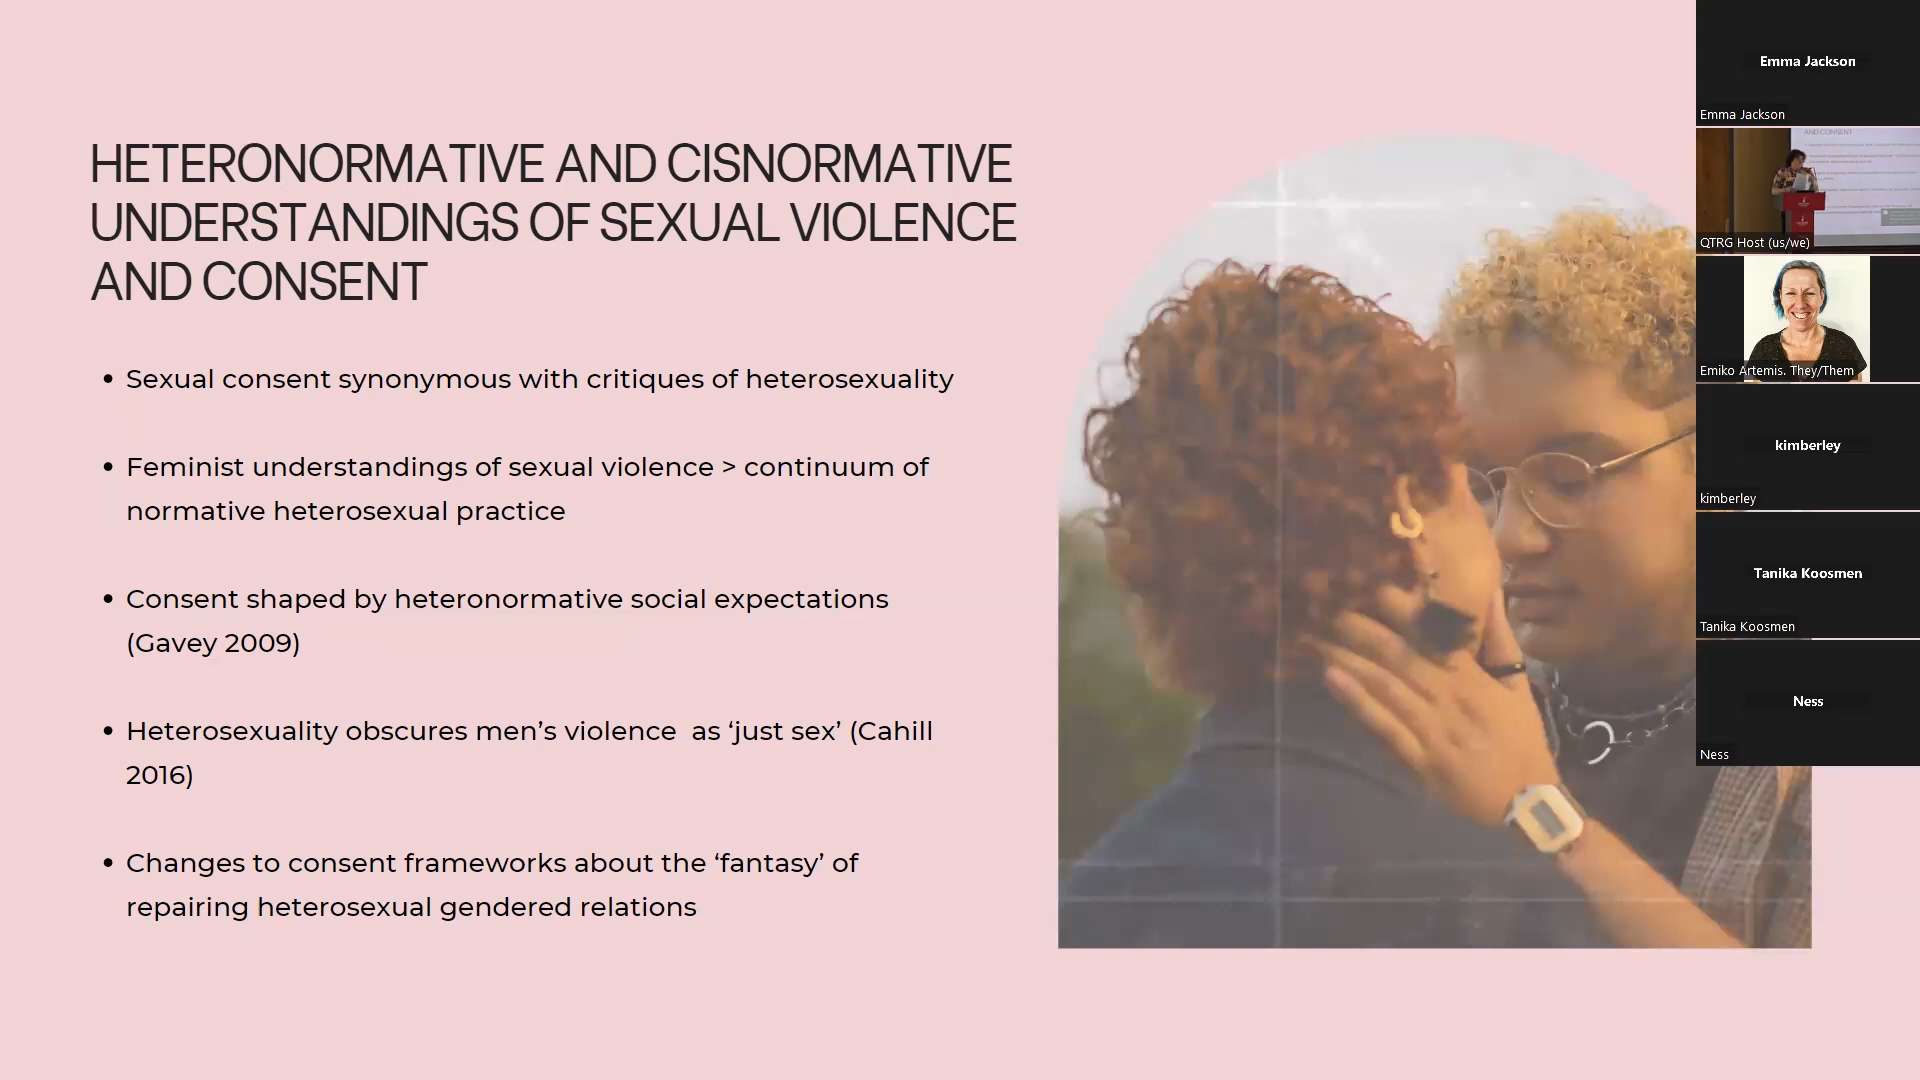 HETERONORMATIVE AND CISNORMATIVE
UNDERSTANDINGS OF SEXUAL VIOLENCE
AND CONSENT
• Sexual consent synonymous with critiques of heterosexuality
• Feminist understandings of sexual violence > continuum of
normative heterosexual practice
• Consent shaped by heteronormative social expectations
(Gavey 2009)
• Heterosexuality obscures men’s violence  as ‘just sex’ (Cahill
2016)
• Changes to consent frameworks about the ‘fantasy’ of
repairing heterosexual gendered relations
Emma Jackson
Emma Jackson
AND CONSENT
QTRG Host (us/we)
Emiko Artemis. They/Them
kimberley
kimberley
Tanika Koosmen
Tanika Koosmen
Ness
Ness